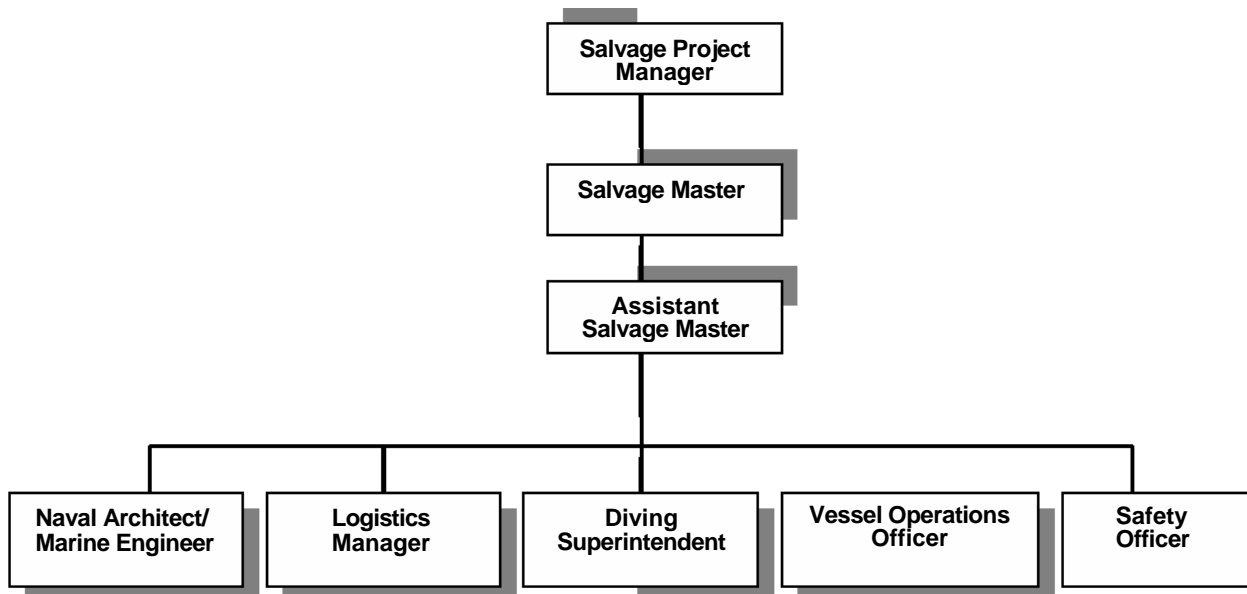 Salvage Project
Manager
Salvage Master
Assistant
Salvage Master
Naval Architect/
Marine Engineer
Logistics
Manager
Diving
Superintendent
Vessel Operations
Officer
Safety
Officer